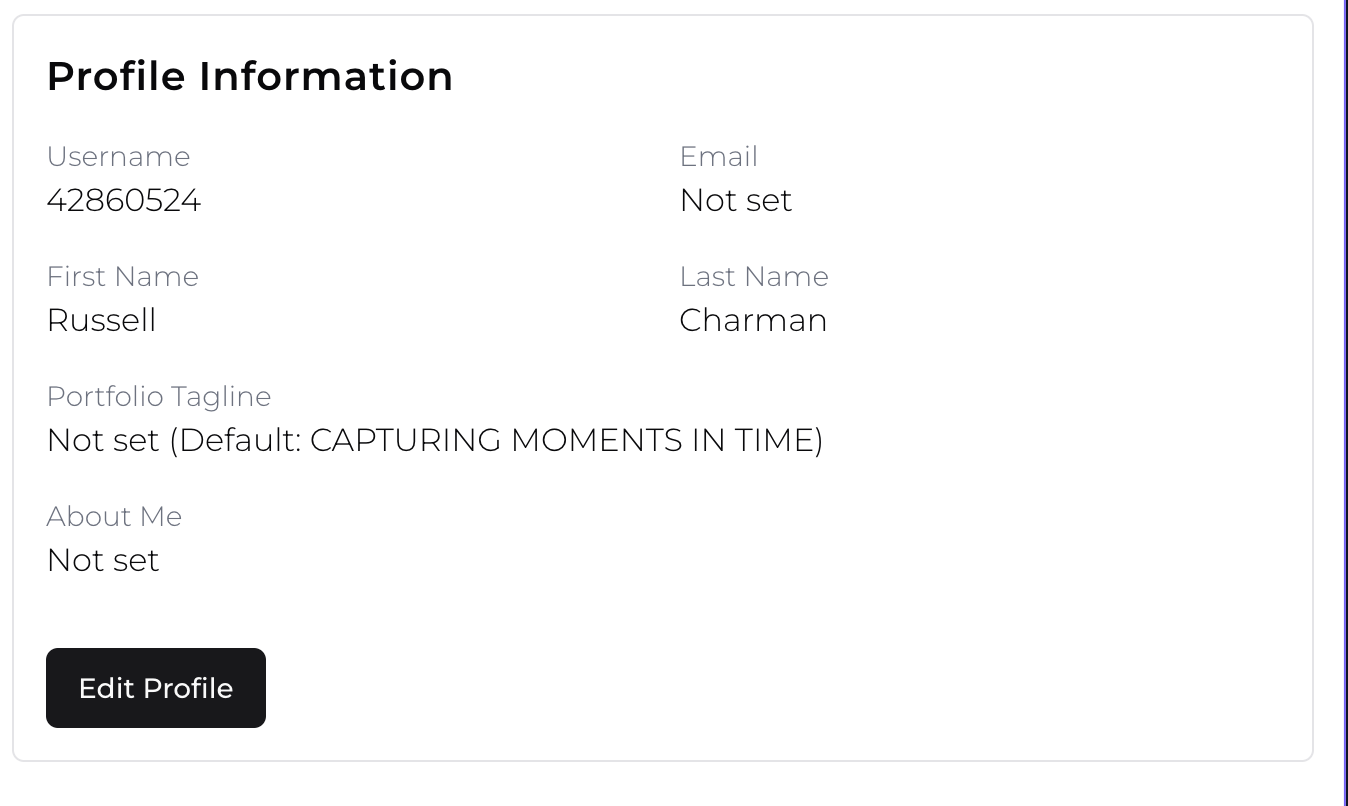 Profile Information
Username
42860524
Email
Not set
First Name
Russell
Last Name
Charman
Portfolio Tagline
Not set (Default: CAPTURING MOMENTS IN TIME)
About Me
Not set
Edit Profile